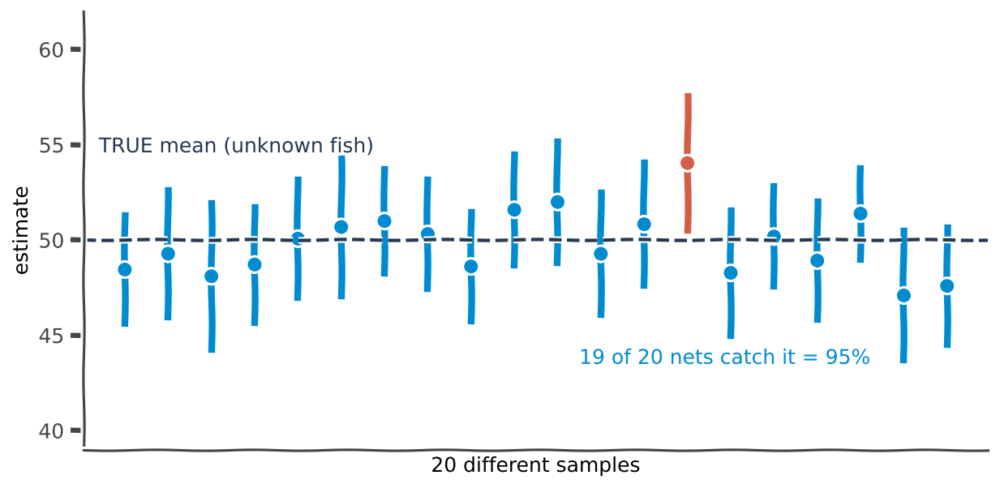 60
55
TRUE mean (unknown fish)
50
estimate
45
19 of 20 nets catch it = 95%
40
20 different samples